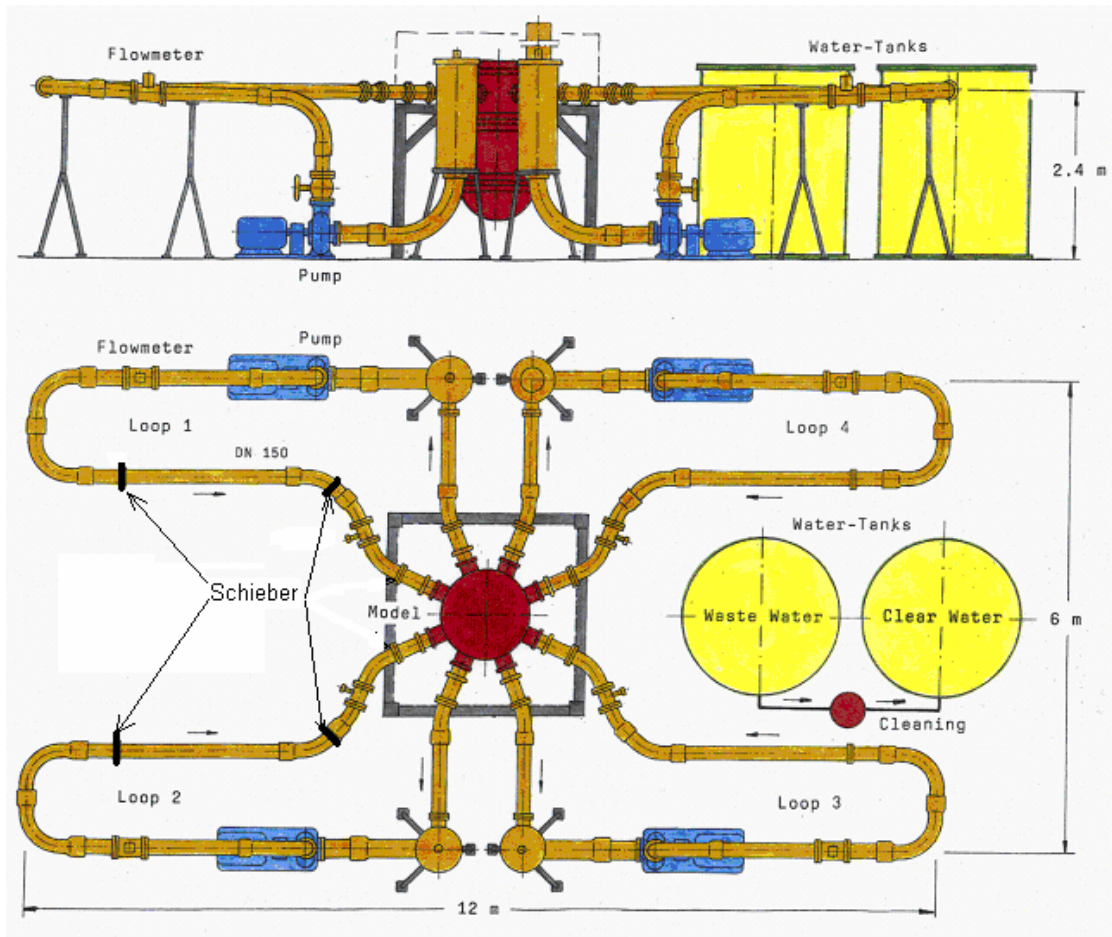 Flowmeter
Water-Tanks
2.4 m
Pump
Pump
Flowmeter
Loop 1
Loop 4
DN 150
Water-Tanks
Schieber
Model
Waste Water
Clear Water
6 m
Cleaning
Loop 2
Loop 3
12 m